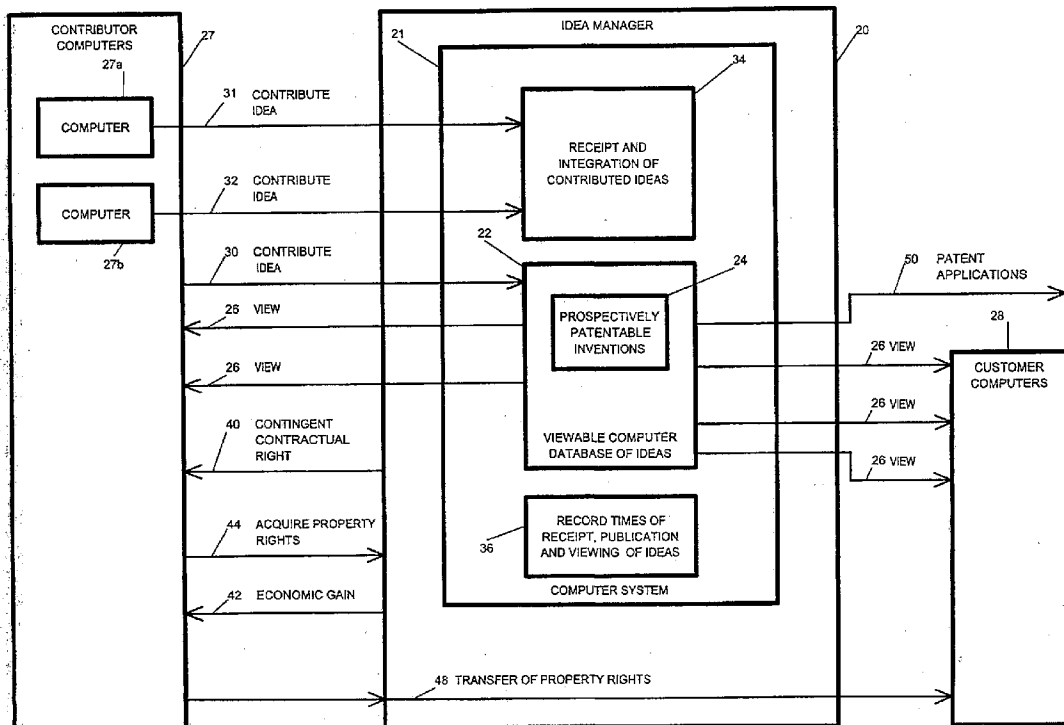 CONTRIBUTOR
COMPUTERS
27
27a
COMPUTER
COMPUTER
27b
31 CONTRIBUTE
IDEA
32 CONTRIBUTE
IDEA
30 CONTRIBUTE
IDEA
26 VIEW
26 VIEW
40 CONTINGENT
CONTRACTUAL
RIGHT
44 ACQUIRE PROPERTY
RIGHTS
42 ECONOMIC GAIN
48 TRANSFER OF PROPERTY RIGHTS
IDEA MANAGER
20
21
34
RECEIPT AND
INTEGRATION OF
CONTRIBUTED IDEAS
22
24
PROSPECTIVELY
PATENTABLE
INVENTIONS
VIEWABLE COMPUTER
DATABASE OF IDEAS
36
RECORD TIMES OF
RECEIPT, PUBLICATION
AND VIEWING OF IDEAS
COMPUTER SYSTEM
50 PATENT
APPLICATIONS
28
CUSTOMER
COMPUTERS
26 VIEW
26 VIEW
26 VIEW